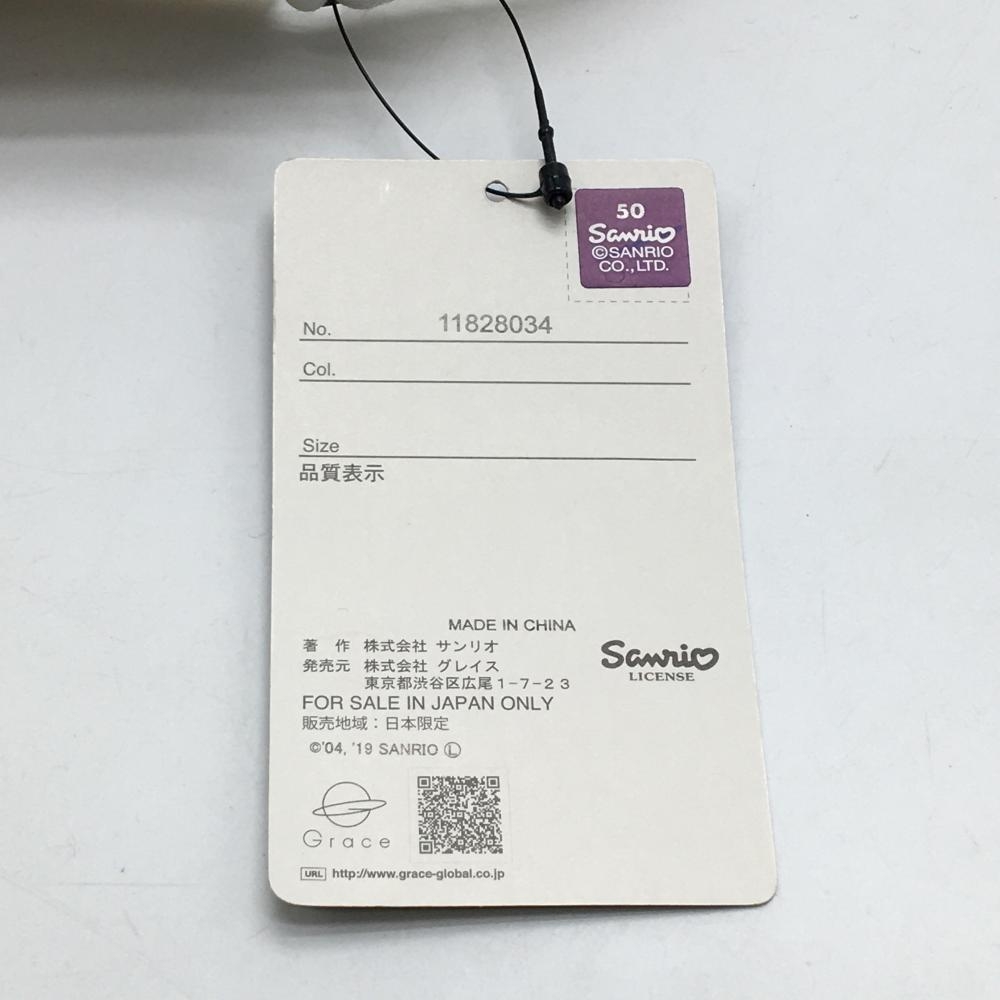 50
Sanrio
©SANRIO
CO.,LTD.
No. 11828034
Col.
Size
品質表示
MADE IN CHINA
著 作 株式会社 サンリオ
発売元 株式会社 グレイス
東京都渋谷区広尾1-7-23
Sanrio
LICENSE
FOR SALE IN JAPAN ONLY
販売地域：日本限定
©'04, '19 SANRIO Ⓛ
Grace
URL http://www.grace-global.co.jp